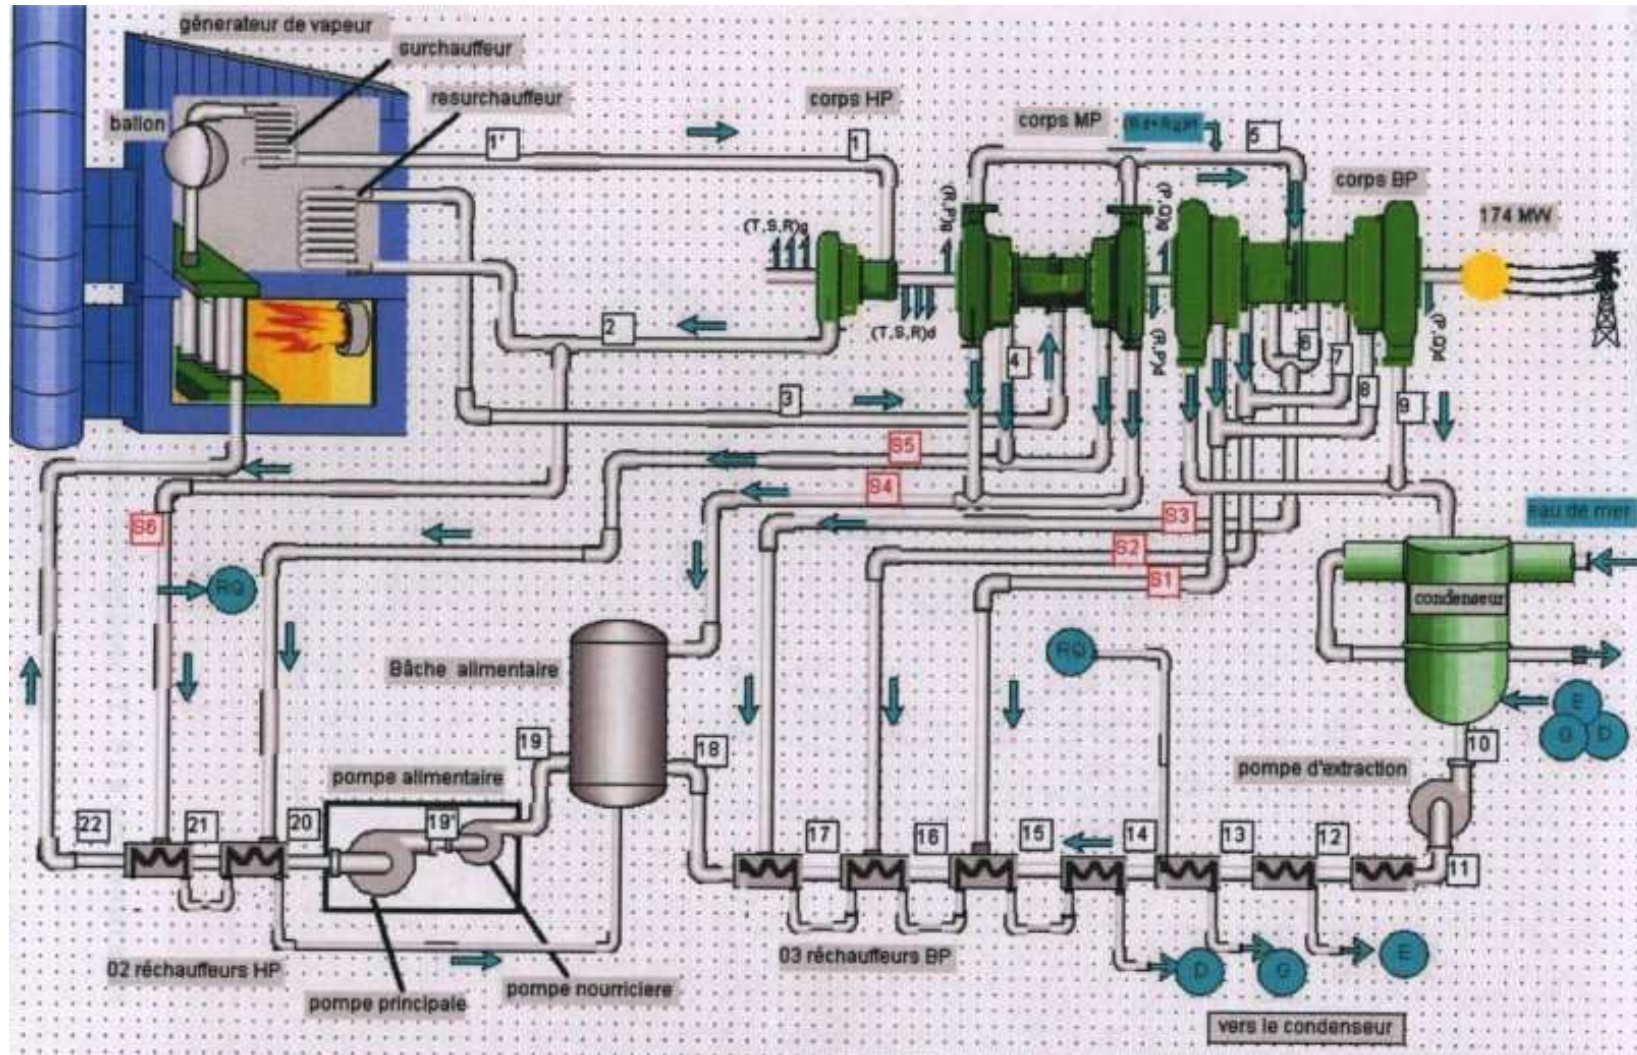 génerateur de vapeur
surchauffeur
resurchauffeur
ballon
corps HP
corps MP
corps BP
174 MW
1'
1
5
(T,S,R)g
(R,P)g
(P,Q)g
(T,S,R)d
(R,P)d
(P,Q)d
2
3
4
6
7
8
9
S5
S4
S3
S2
S1
S6
eau de mer
condenseur
RQ
RQ
Bâche alimentaire
E
G
D
10
19
18
pompe alimentaire
pompe d'extraction
22
21
20
19'
17
16
15
14
13
12
11
02 réchauffeurs HP
03 réchauffeurs BP
pompe principale
pompe nourriciere
D
G
E
vers le condenseur